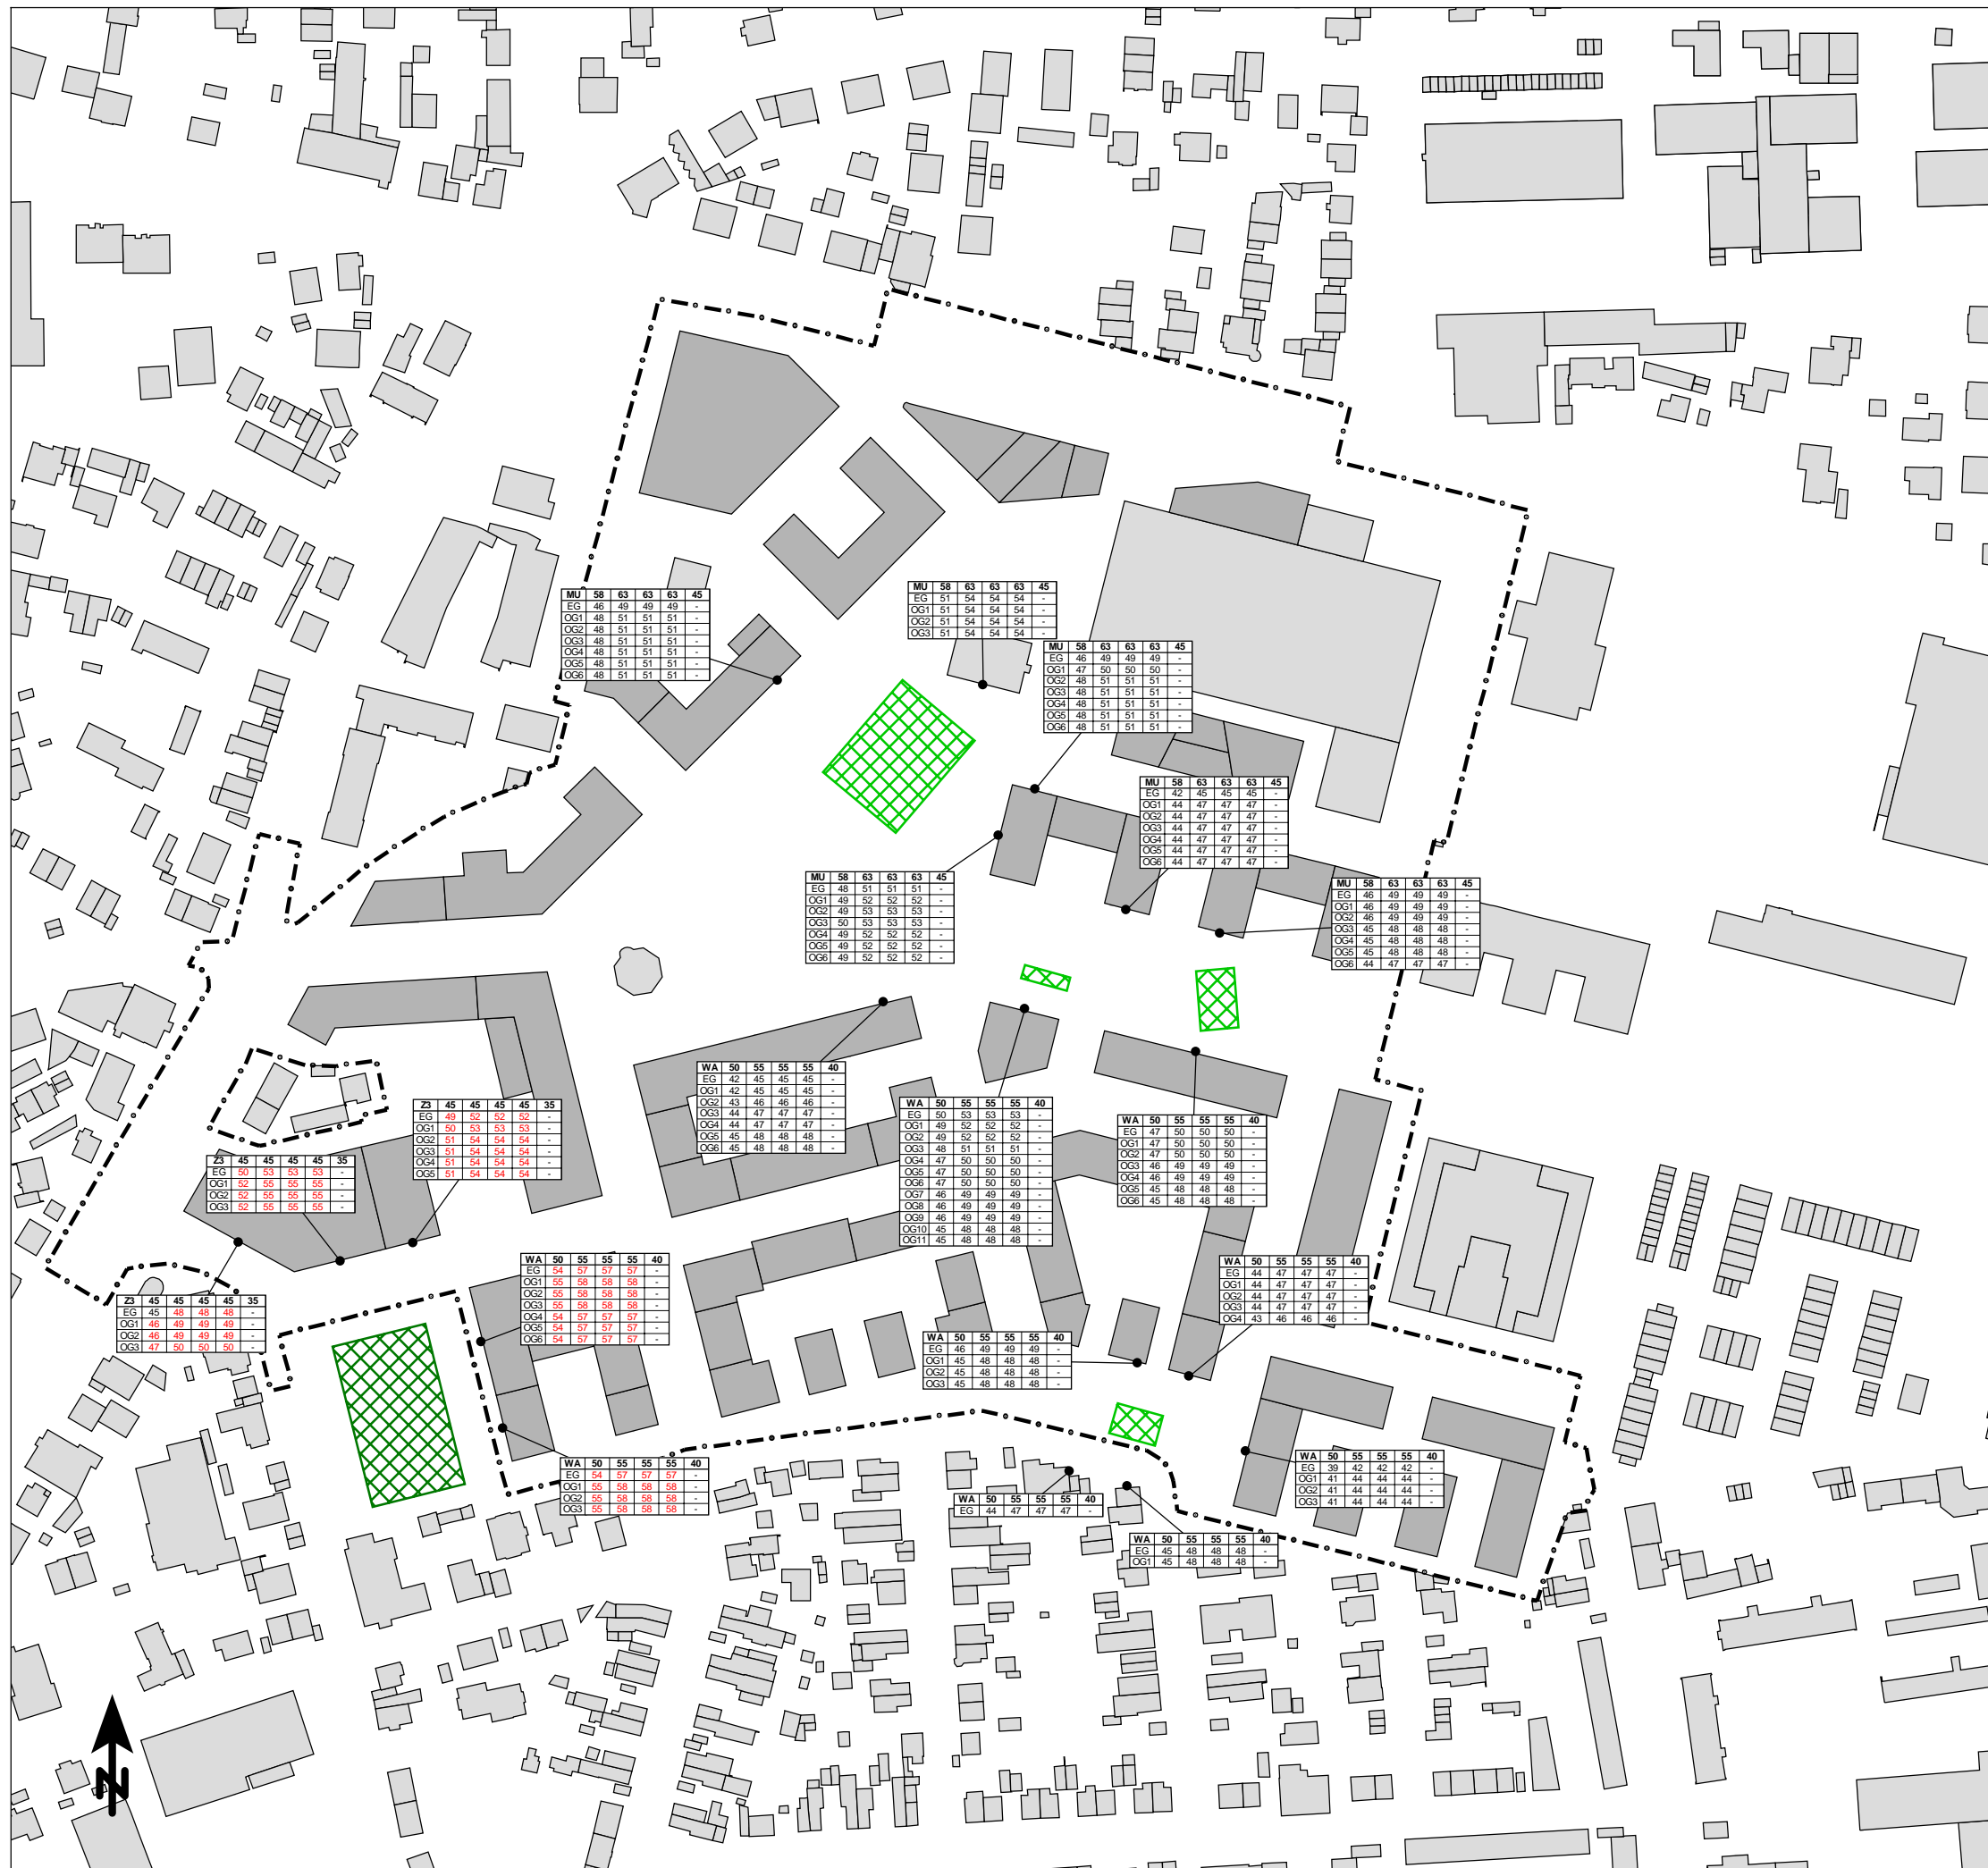 MU 58 63 63 63 45
EG 51 54 54 54 -
OG1 51 54 54 54 -
OG2 51 54 54 54 -
OG3 51 54 54 54 -
MU 58 63 63 63 45
EG 46 49 49 49 -
OG1 48 51 51 51 -
OG2 48 51 51 51 -
OG3 48 51 51 51 -
OG4 48 51 51 51 -
OG5 48 51 51 51 -
OG6 48 51 51 51 -
MU 58 63 63 63 45
EG 46 49 49 49 -
OG1 47 50 50 50 -
OG2 48 51 51 51 -
OG3 48 51 51 51 -
OG4 48 51 51 51 -
OG5 48 51 51 51 -
OG6 48 51 51 51 -
MU 58 63 63 63 45
EG 42 45 45 45 -
OG1 44 47 47 47 -
OG2 44 47 47 47 -
OG3 44 47 47 47 -
OG4 44 47 47 47 -
OG5 44 47 47 47 -
OG6 44 47 47 47 -
MU 58 63 63 63 45
EG 48 51 51 51 -
OG1 49 52 52 52 -
OG2 49 53 53 53 -
OG3 50 53 53 53 -
OG4 49 52 52 52 -
OG5 49 52 52 52 -
OG6 49 52 52 52 -
MU 58 63 63 63 45
EG 46 49 49 49 -
OG1 46 49 49 49 -
OG2 46 49 49 49 -
OG3 45 48 48 48 -
OG4 45 48 48 48 -
OG5 45 48 48 48 -
OG6 44 47 47 47 -
WA 50 55 55 55 40
EG 42 45 45 45 -
OG1 42 45 45 45 -
OG2 43 46 46 46 -
OG3 44 47 47 47 -
OG4 44 47 47 47 -
OG5 45 48 48 48 -
OG6 45 48 48 48 -
Z3 45 45 45 45 35
EG 49 52 52 52 -
OG1 50 53 53 53 -
OG2 51 54 54 54 -
OG3 51 54 54 54 -
OG4 51 54 54 54 -
OG5 51 54 54 54 -
WA 50 55 55 55 40
EG 50 53 53 53 -
OG1 49 52 52 52 -
OG2 49 52 52 52 -
OG3 48 51 51 51 -
OG4 47 50 50 50 -
OG5 47 50 50 50 -
OG6 47 50 50 50 -
OG7 46 49 49 49 -
OG8 46 49 49 49 -
OG9 46 49 49 49 -
OG10 45 48 48 48 -
OG11 45 48 48 48 -
WA 50 55 55 55 40
EG 47 50 50 50 -
OG1 47 50 50 50 -
OG2 47 50 50 50 -
OG3 46 49 49 49 -
OG4 46 49 49 49 -
OG5 45 48 48 48 -
OG6 45 48 48 48 -
Z3 45 45 45 45 35
EG 50 53 53 53 -
OG1 52 55 55 55 -
OG2 52 55 55 55 -
OG3 52 55 55 55 -
WA 50 55 55 55 40
EG 54 57 57 57 -
OG1 55 58 58 58 -
OG2 55 58 58 58 -
OG3 55 58 58 58 -
OG4 54 57 57 57 -
OG5 54 57 57 57 -
OG6 54 57 57 57 -
WA 50 55 55 55 40
EG 44 47 47 47 -
OG1 44 47 47 47 -
OG2 44 47 47 47 -
OG3 44 47 47 47 -
OG4 43 46 46 46 -
Z3 45 45 45 45 35
EG 45 48 48 48 -
OG1 46 49 49 49 -
OG2 46 49 49 49 -
OG3 47 50 50 50 -
WA 50 55 55 55 40
EG 46 49 49 49 -
OG1 45 48 48 48 -
OG2 45 48 48 48 -
OG3 45 48 48 48 -
WA 50 55 55 55 40
EG 54 57 57 57 -
OG1 55 58 58 58 -
OG2 55 58 58 58 -
OG3 55 58 58 58 -
WA 50 55 55 55 40
EG 39 42 42 42 -
OG1 41 44 44 44 -
OG2 41 44 44 44 -
OG3 41 44 44 44 -
WA 50 55 55 55 40
EG 44 47 47 47 -
WA 50 55 55 55 40
EG 45 48 48 48 -
OG1 45 48 48 48 -
N